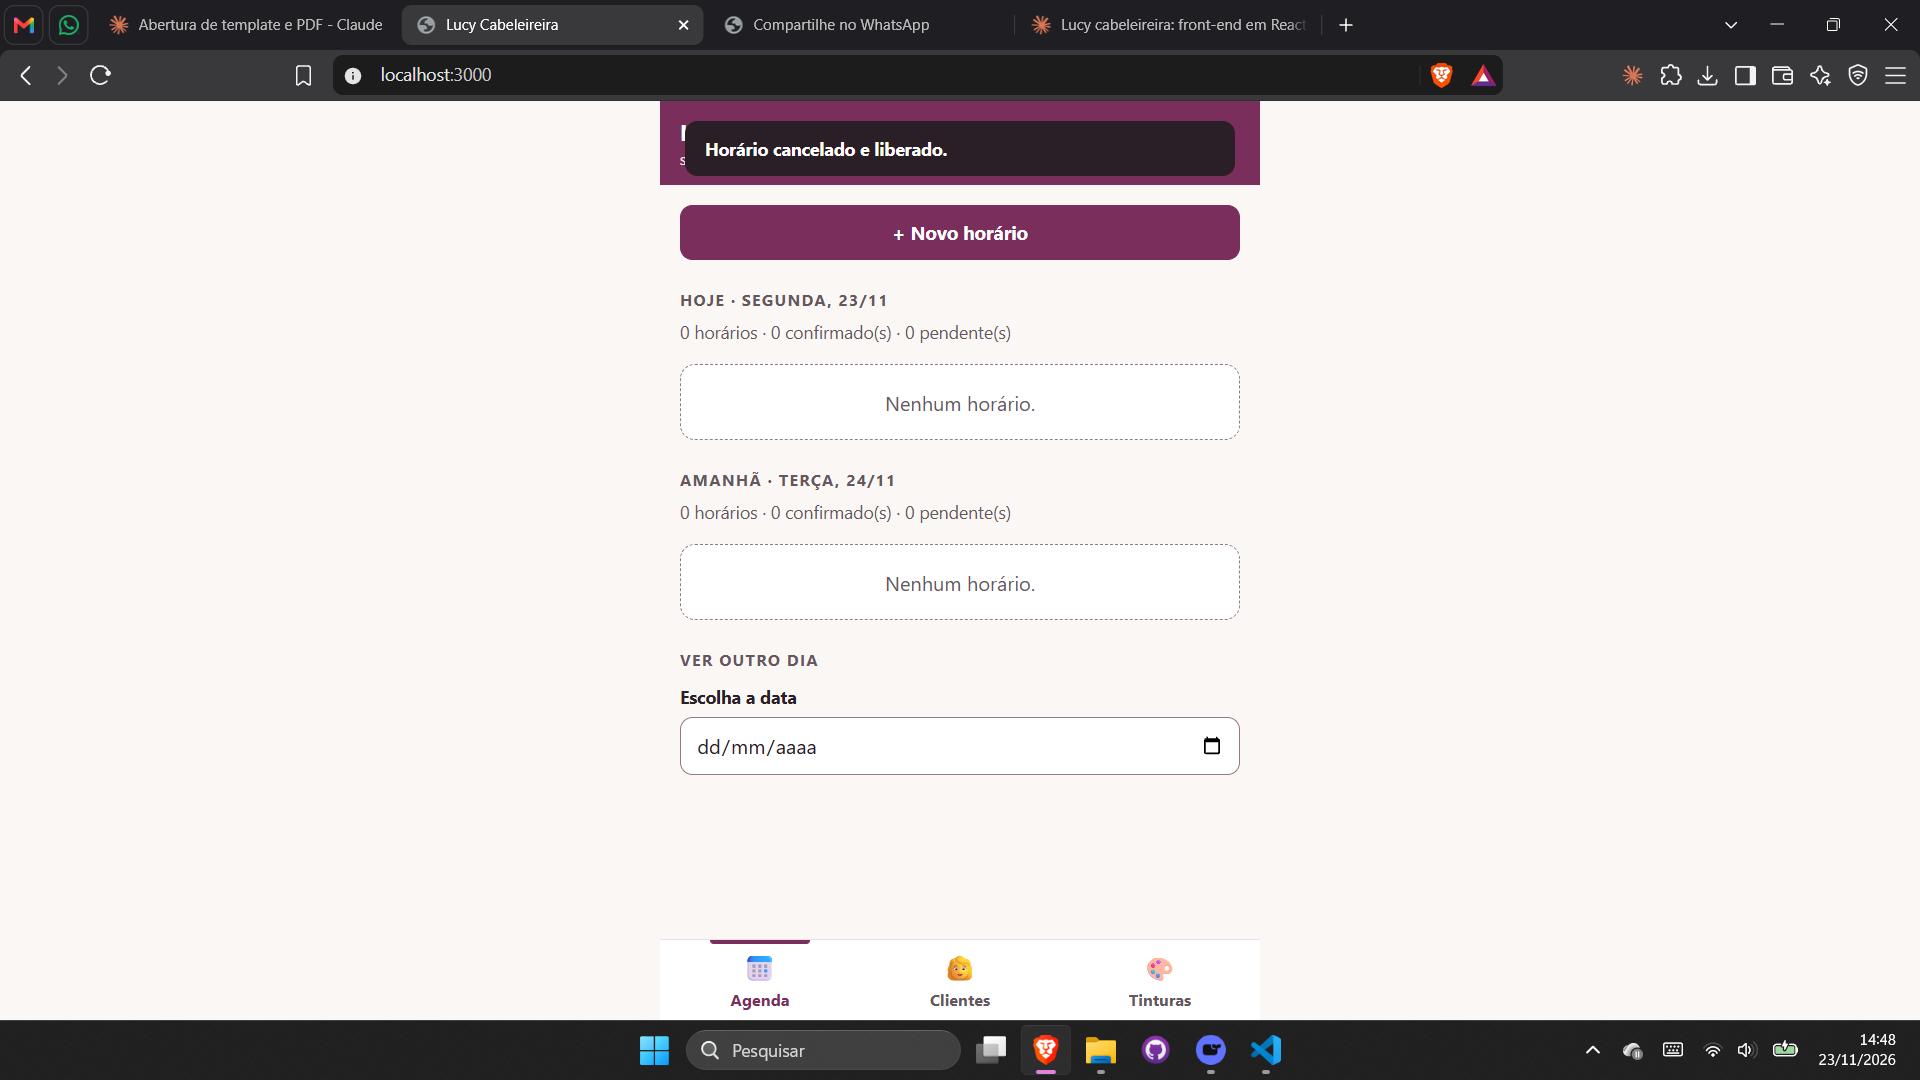 Abertura de template e PDF - Claude
Lucy Cabeleireira
Compartilhe no WhatsApp
Lucy cabeleireira: front-end em React
localhost:3000
Horário cancelado e liberado.
+ Novo horário
HOJE · SEGUNDA, 23/11
0 horários · 0 confirmado(s) · 0 pendente(s)
Nenhum horário.
AMANHÃ · TERÇA, 24/11
0 horários · 0 confirmado(s) · 0 pendente(s)
Nenhum horário.
VER OUTRO DIA
Escolha a data
dd/mm/aaaa
Agenda
Clientes
Tinturas
Pesquisar
14:48
23/11/2026